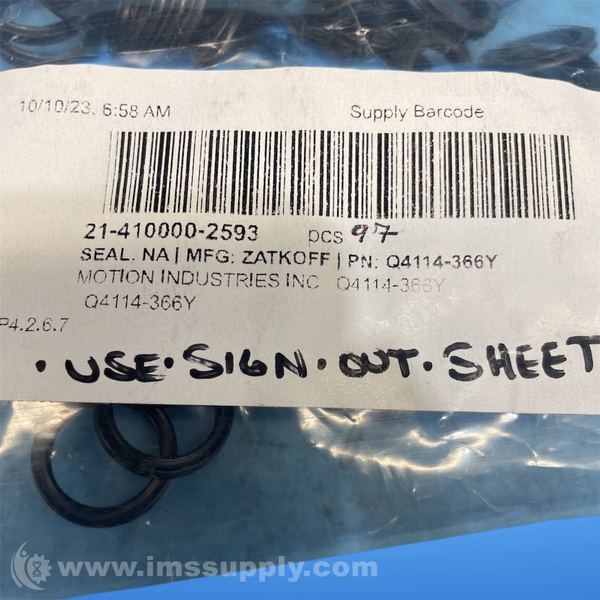 10/10/23, 6:58 AM Supply Barcode
21-410000-2593 pcs 97
SEAL, NA | MFG: ZATKOFF | PN: Q4114-366Y
MOTION INDUSTRIES INC Q4114-366Y
Q4114-366Y
P4.2.6.7
• USE • SIGN • OUT • SHEET
www.imssupply.com